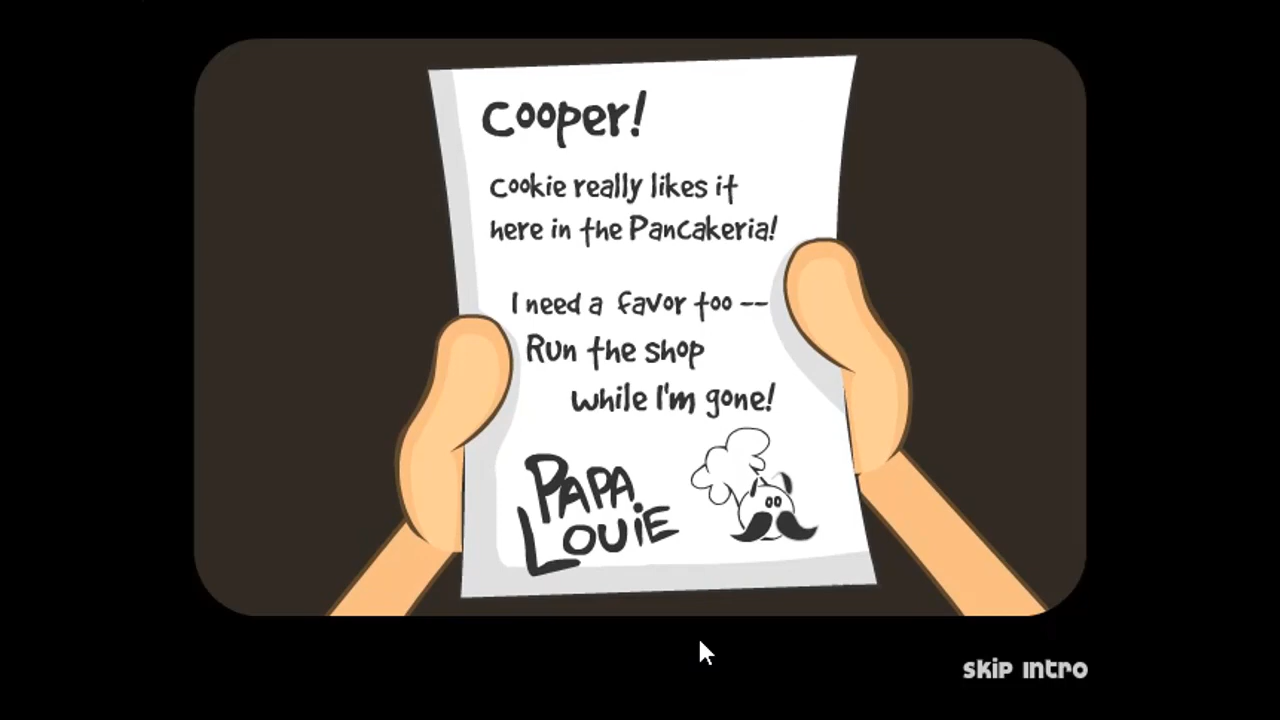 Cooper!
Cookie really likes it
here in the Pancakeria!
I need a favor too --
Run the shop
while I'm gone!
PAPA
LOUiE
skip intro